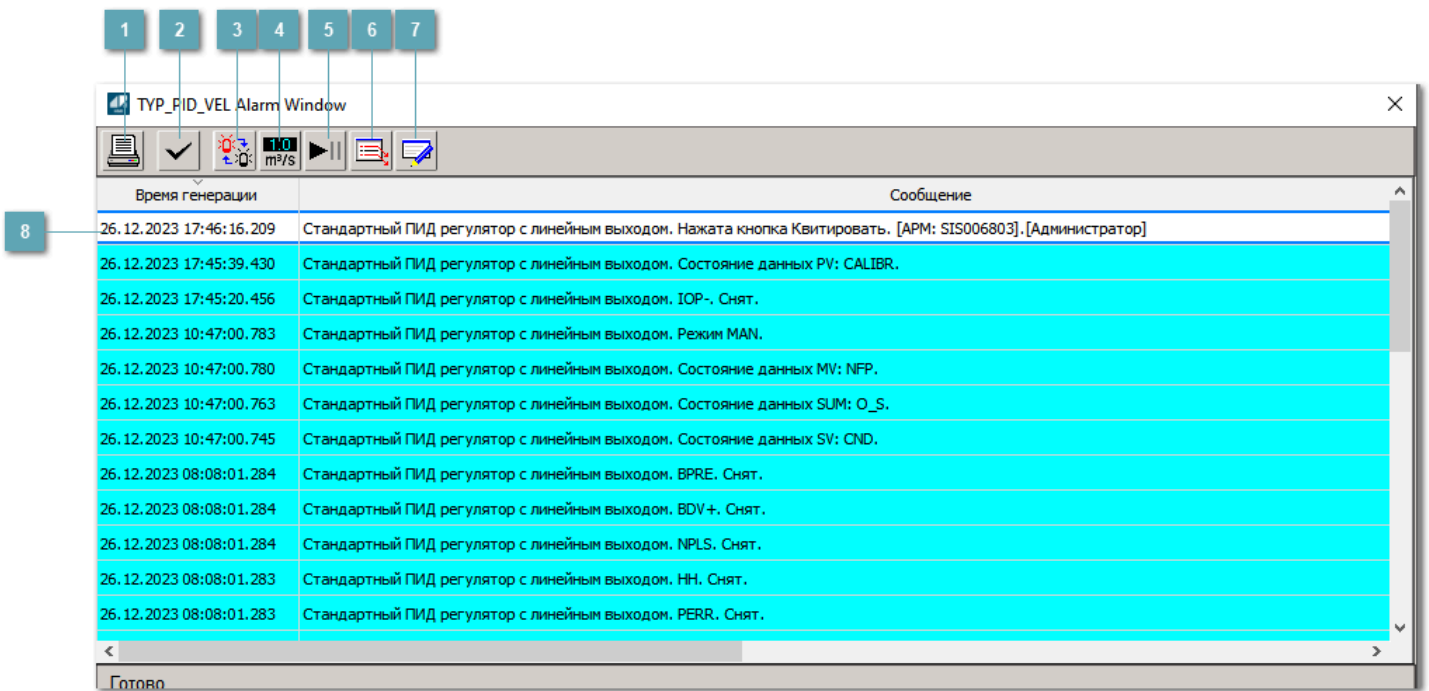 1 2 3 4 5 6 7
TYP_PID_VEL Alarm Window
1'0
m³/s
Время генерации Сообщение
8
26.12.2023 17:46:16.209 Стандартный ПИД регулятор с линейным выходом. Нажата кнопка Квитировать. [АРМ: SIS006803].[Администратор]
26.12.2023 17:45:39.430 Стандартный ПИД регулятор с линейным выходом. Состояние данных PV: CALIBR.
26.12.2023 17:45:20.456 Стандартный ПИД регулятор с линейным выходом. IOP-. Снят.
26.12.2023 10:47:00.783 Стандартный ПИД регулятор с линейным выходом. Режим MAN.
26.12.2023 10:47:00.780 Стандартный ПИД регулятор с линейным выходом. Состояние данных MV: NFP.
26.12.2023 10:47:00.763 Стандартный ПИД регулятор с линейным выходом. Состояние данных SUM: O_S.
26.12.2023 10:47:00.745 Стандартный ПИД регулятор с линейным выходом. Состояние данных SV: CND.
26.12.2023 08:08:01.284 Стандартный ПИД регулятор с линейным выходом. BPRE. Снят.
26.12.2023 08:08:01.284 Стандартный ПИД регулятор с линейным выходом. BDV+. Снят.
26.12.2023 08:08:01.284 Стандартный ПИД регулятор с линейным выходом. NPLS. Снят.
26.12.2023 08:08:01.283 Стандартный ПИД регулятор с линейным выходом. HH. Снят.
26.12.2023 08:08:01.283 Стандартный ПИД регулятор с линейным выходом. PERR. Снят.
Готово